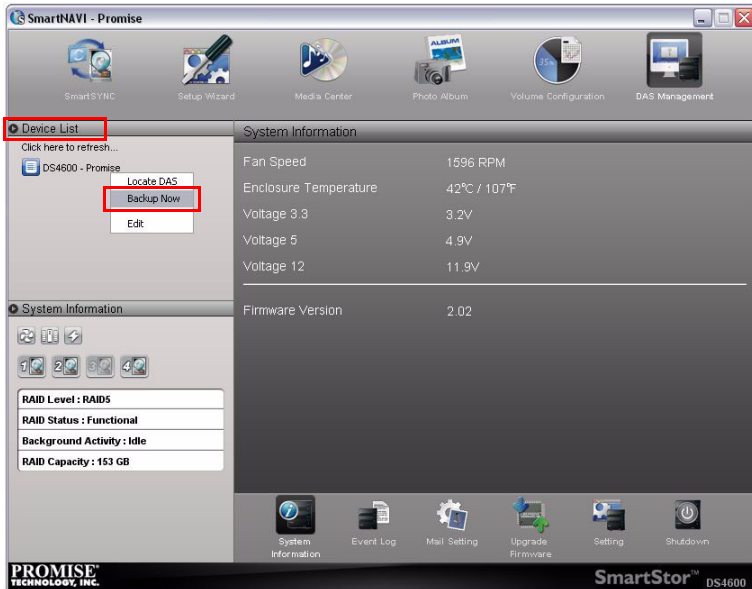 SmartNAVI - Promise
SmartSYNC
Setup Wizard
Media Center
ALBUM
Photo Album
35%
Volume Configuration
DAS Management
Device List
Click here to refresh...
DS4600 - Promise
Locate DAS
Backup Now
Edit
System Information
1 2 3 4
RAID Level : RAID5
RAID Status : Functional
Background Activity : Idle
RAID Capacity : 153 GB
System Information
Fan Speed 1596 RPM
Enclosure Temperature 42℃ / 107℉
Voltage 3.3 3.2V
Voltage 5 4.9V
Voltage 12 11.9V
Firmware Version 2.02
System
Information
Event Log
Mail Setting
Upgrade
Firmware
Setting
Shutdown
PROMISE®
TECHNOLOGY, INC.
SmartStor™ DS4600